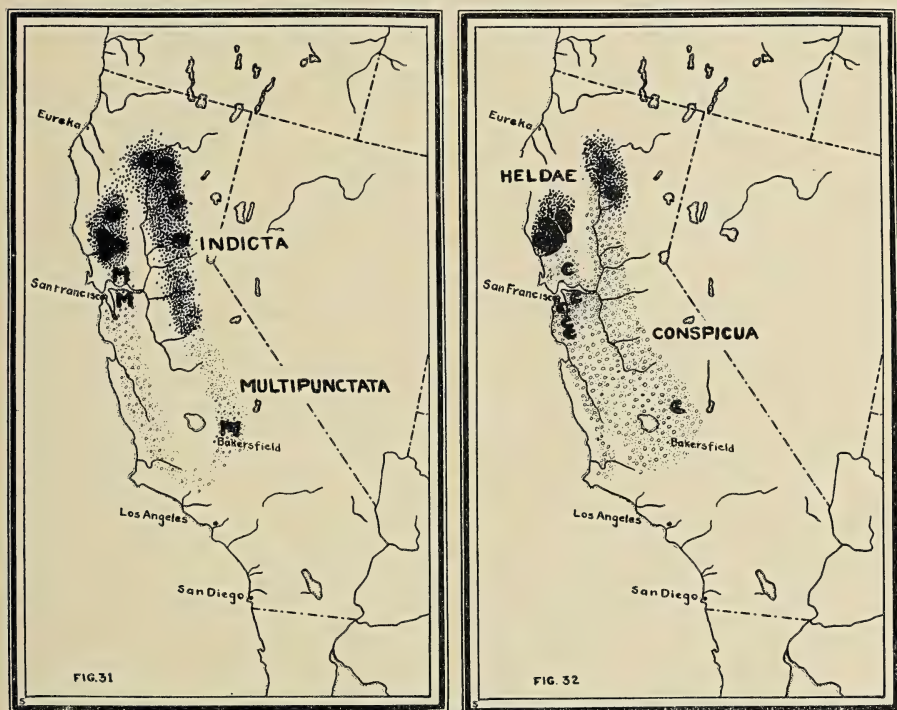 Eureka
INDICTA
M
San Francisco
M
MULTIPUNCTATA
M
Bakersfield
Los Angeles
San Diego
FIG.31
S
Eureka
HELDAE
C
San Francisco
C
C
C
CONSPICUA
C
Bakersfield
Los Angeles
San Diego
FIG. 32
S